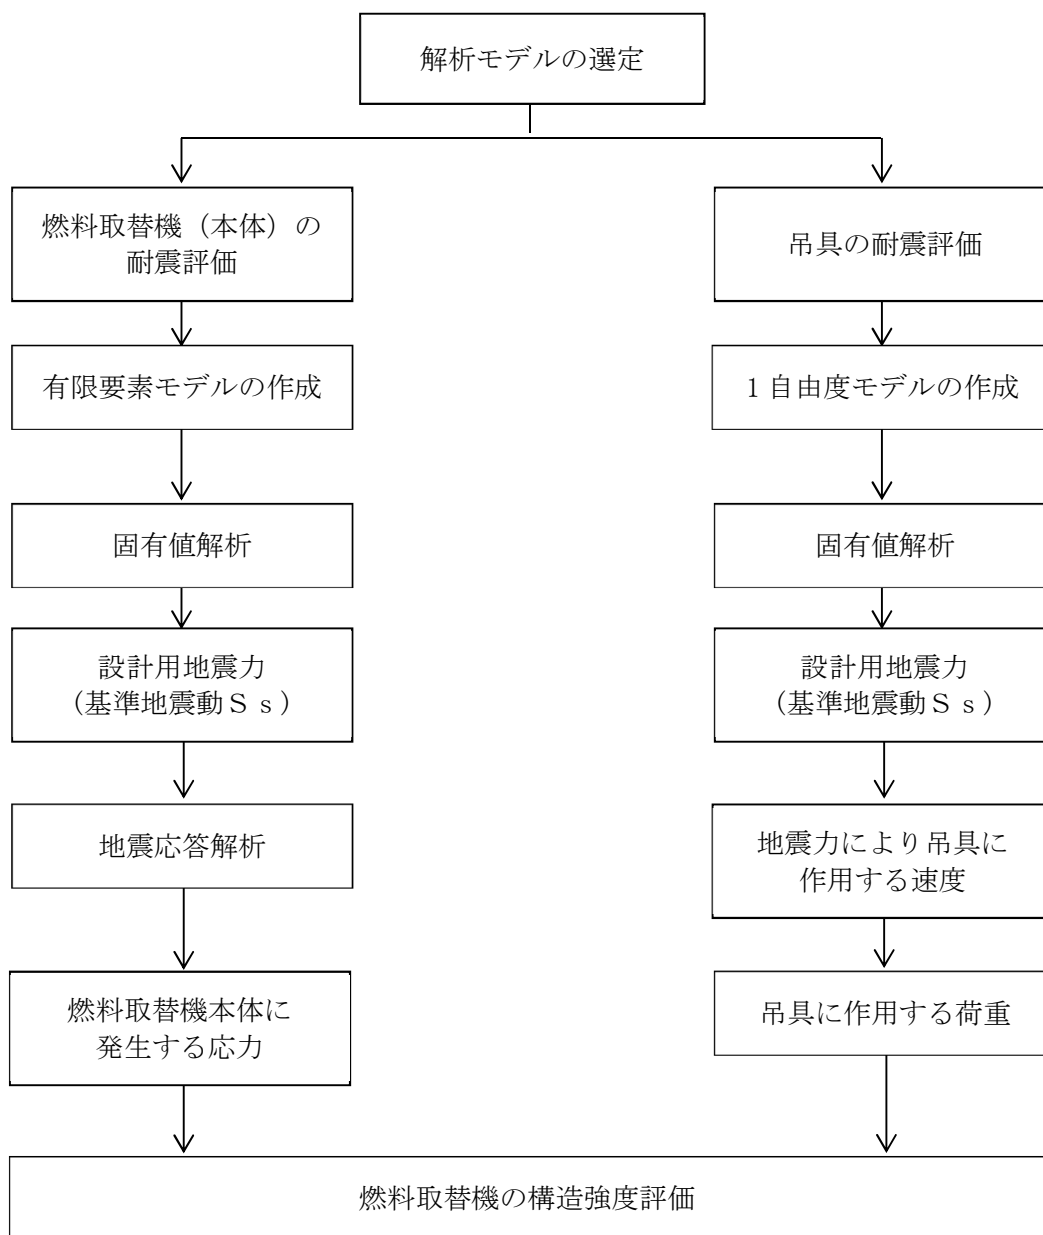 解析モデルの選定
燃料取替機（本体）の
耐震評価
有限要素モデルの作成
固有値解析
設計用地震力
（基準地震動Ｓｓ）
地震応答解析
燃料取替機本体に
発生する応力
吊具の耐震評価
１自由度モデルの作成
固有値解析
設計用地震力
（基準地震動Ｓｓ）
地震力により吊具に
作用する速度
吊具に作用する荷重
燃料取替機の構造強度評価